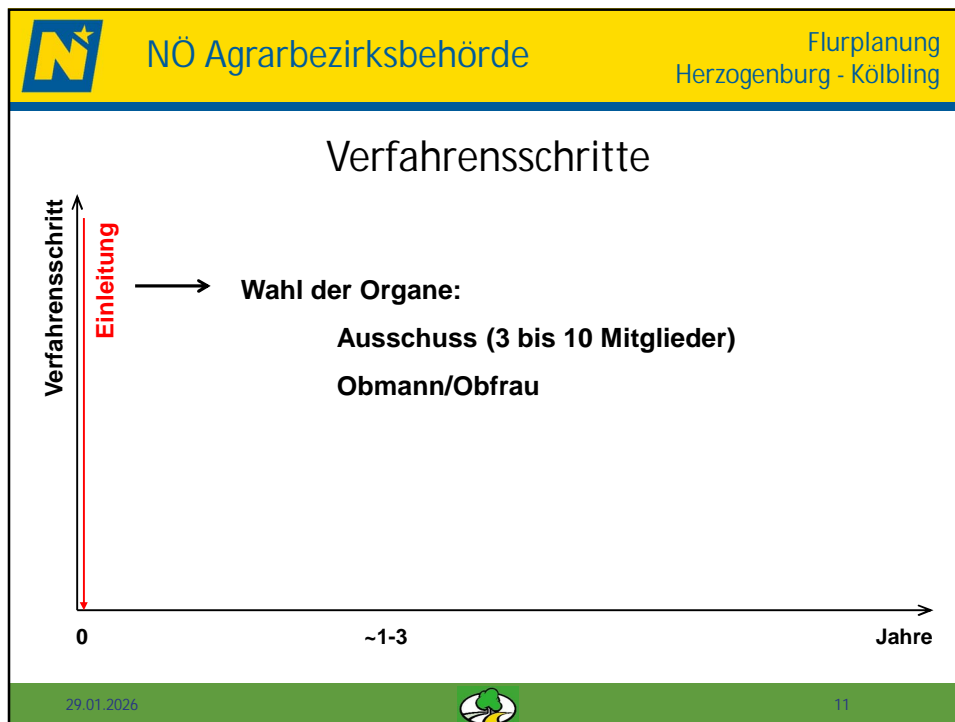 N
NÖ Agrarbezirksbehörde
Flurplanung
Herzogenburg - Kölbling
Verfahrensschritte
Verfahrensschritt
Einleitung
Wahl der Organe:
Ausschuss (3 bis 10 Mitglieder)
Obmann/Obfrau
0
~1-3
Jahre
29.01.2026
11